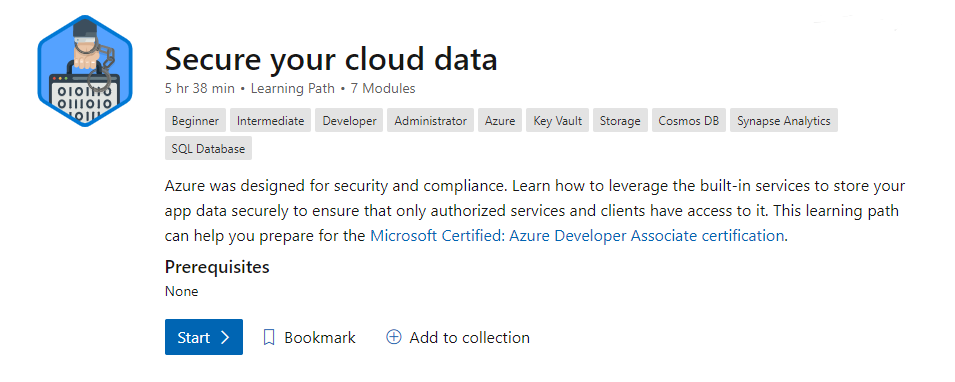 Secure your cloud data
5 hr 38 min • Learning Path • 7 Modules
Beginner Intermediate Developer Administrator Azure Key Vault Storage Cosmos DB Synapse Analytics
SQL Database
Azure was designed for security and compliance. Learn how to leverage the built-in services to store your
app data securely to ensure that only authorized services and clients have access to it. This learning path
can help you prepare for the Microsoft Certified: Azure Developer Associate certification.
Prerequisites
None
Start Bookmark Add to collection